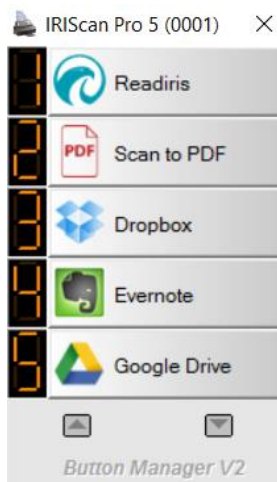 IRIScan Pro 5 (0001)
1 Readiris
2 PDF Scan to PDF
3 Dropbox
4 Evernote
5 Google Drive
Button Manager V2